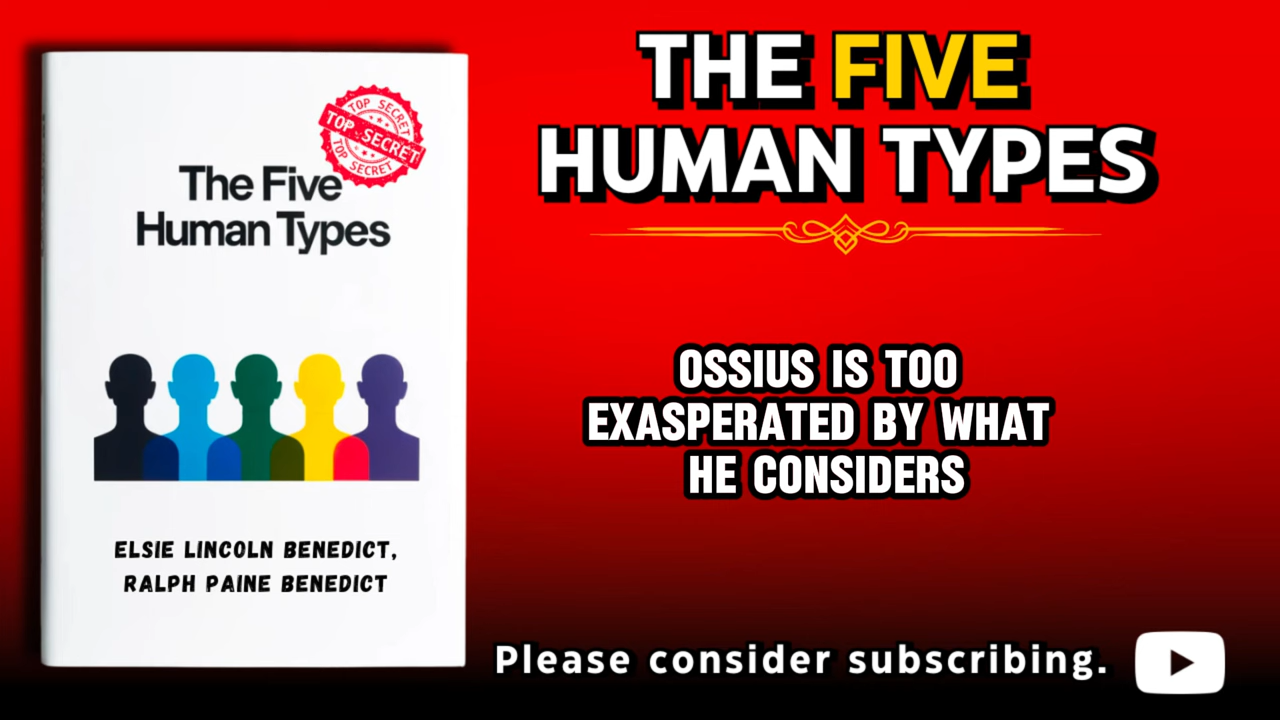 TOP SECRET
TOP SECRET
TOP SECRET
The Five
Human Types
ELSIE LINCOLN BENEDICT,
RALPH PAINE BENEDICT
THE FIVE
HUMAN TYPES
OSSIUS IS TOO
EXASPERATED BY WHAT
HE CONSIDERS
Please consider subscribing.